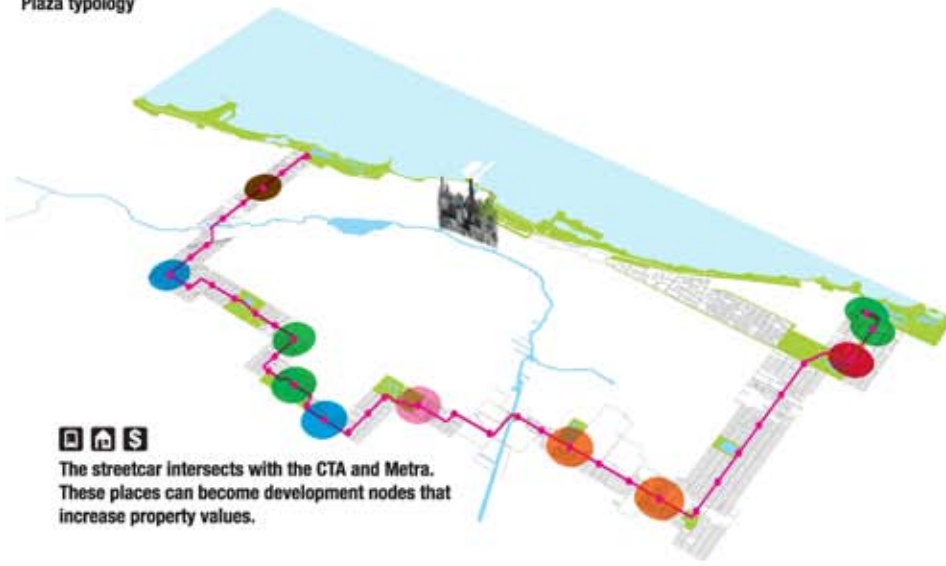 Plaza typology
$
The streetcar intersects with the CTA and Metra.
These places can become development nodes that
increase property values.